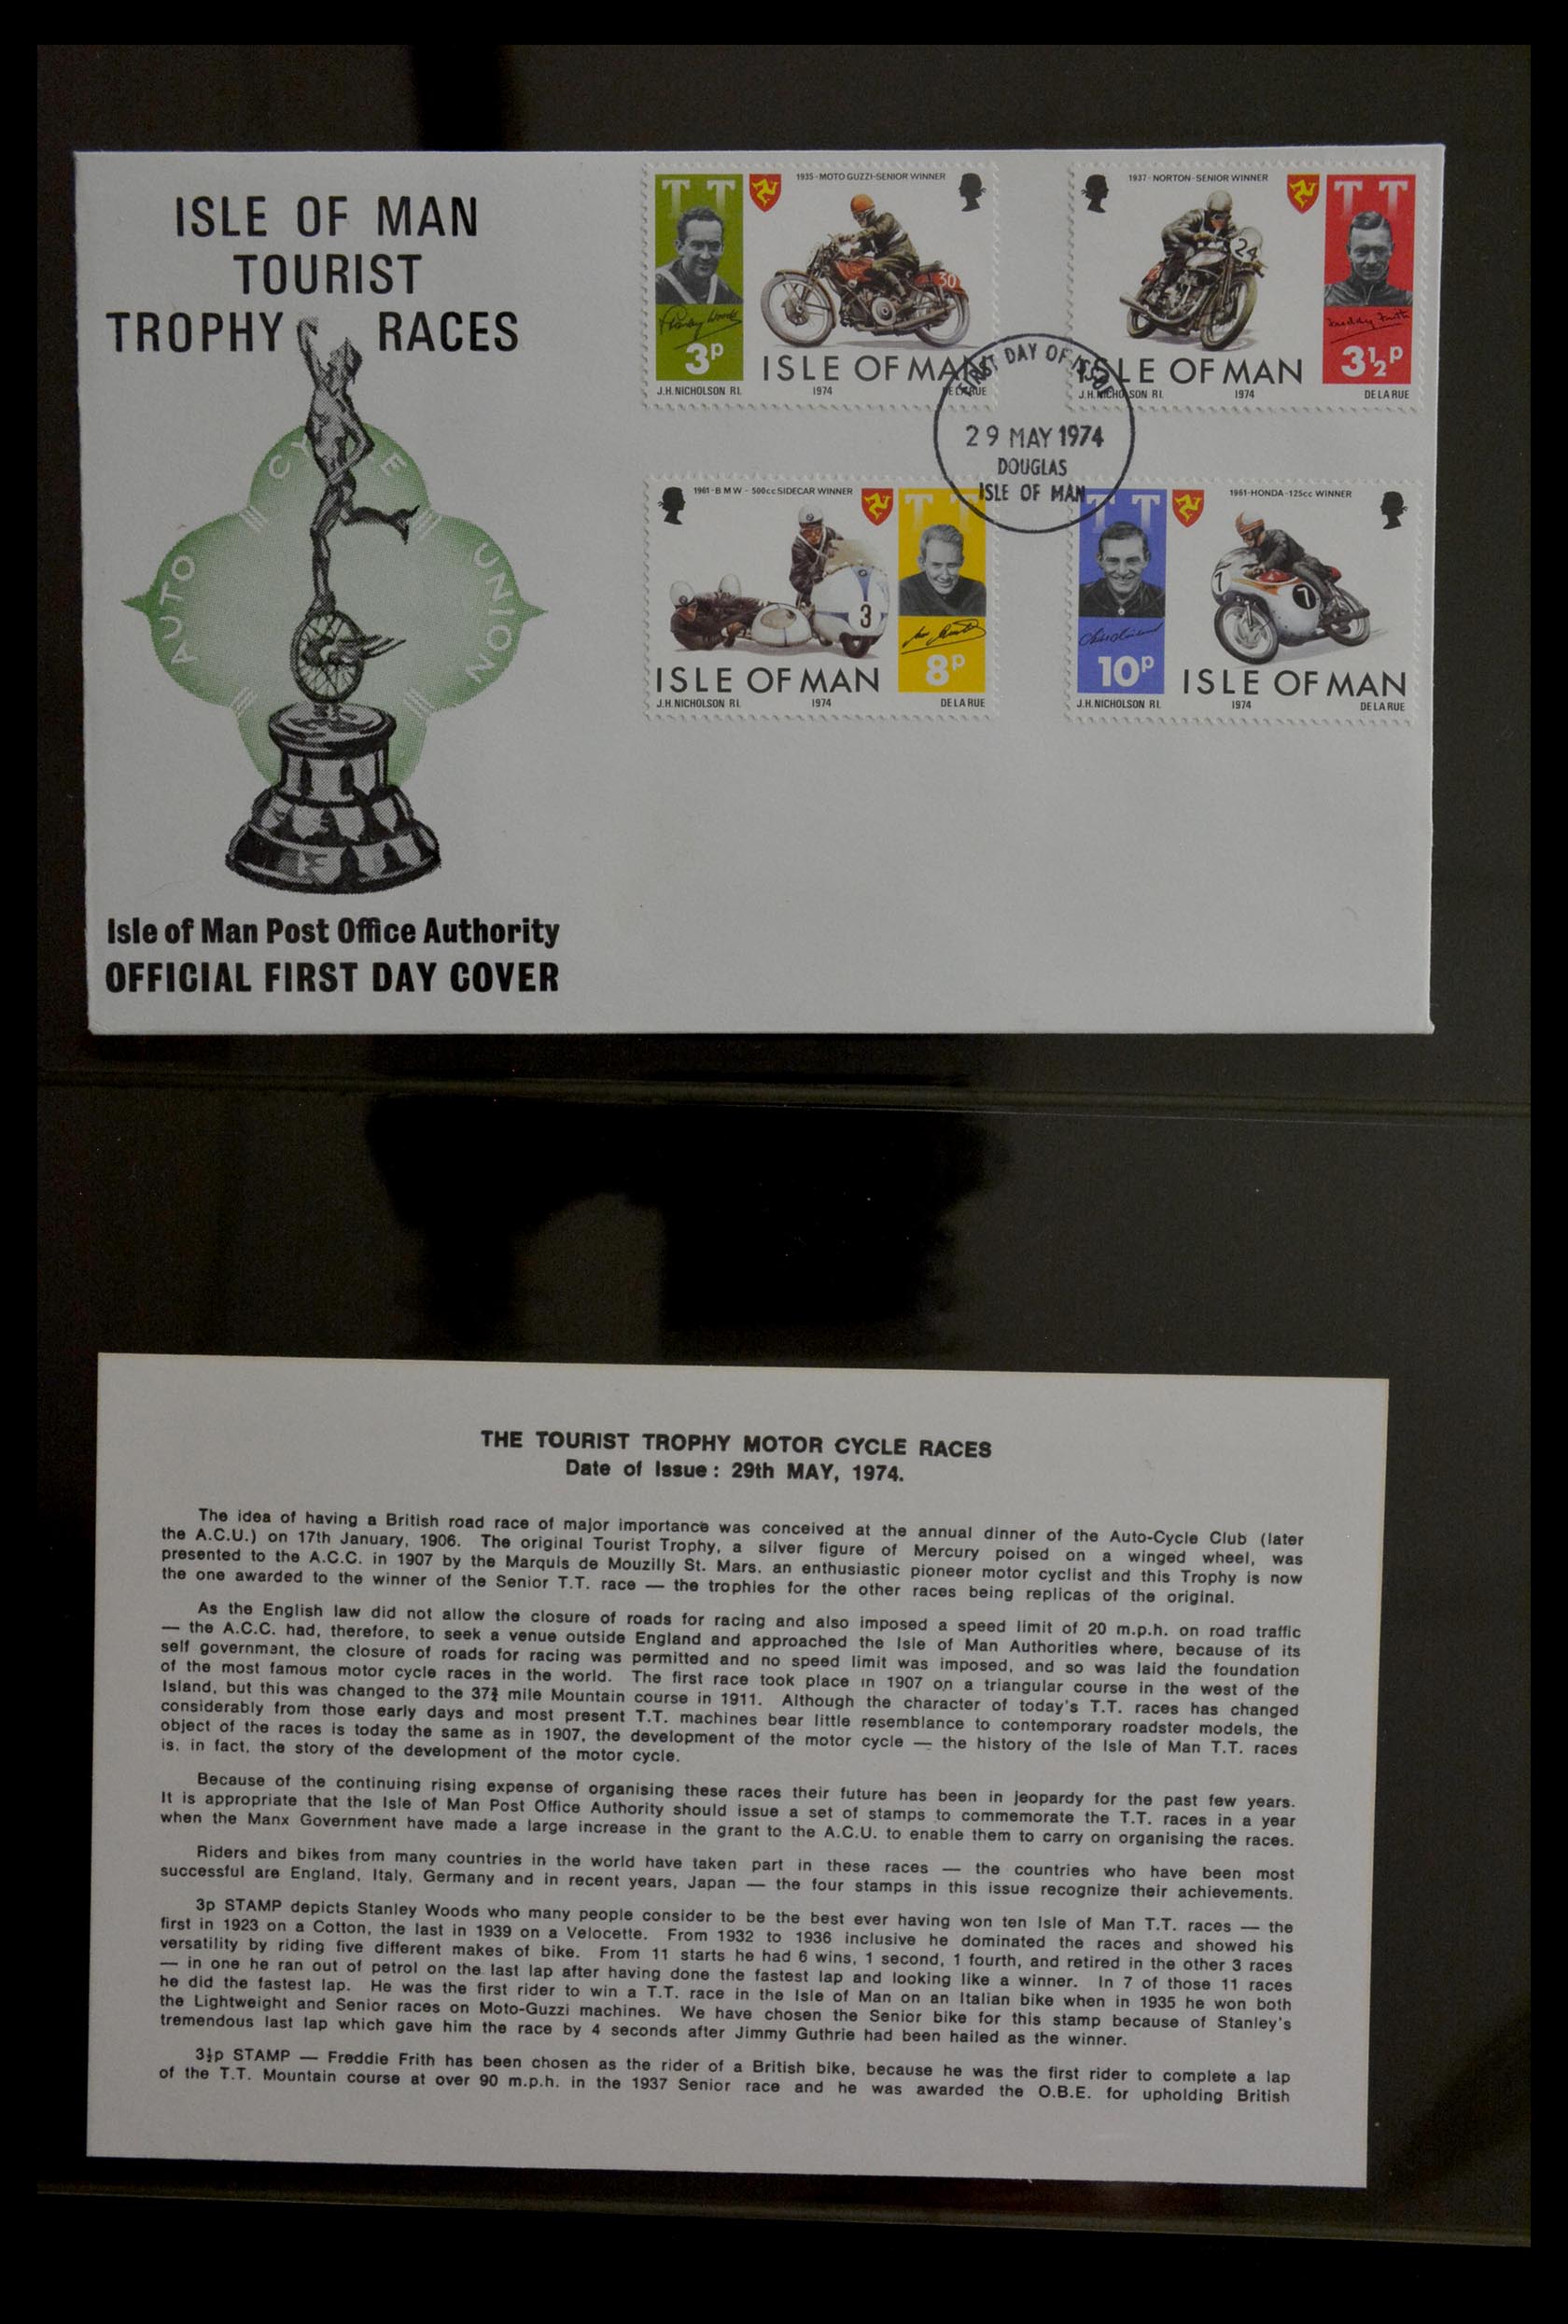 ISLE OF MAN
TOURIST
TROPHY RACES
AUTO CYCLE UNION
Isle of Man Post Office Authority
OFFICIAL FIRST DAY COVER
TT
1935-MOTO GUZZI-SENIOR WINNER
30
Stanley Woods
3p
ISLE OF MAN
J.H.NICHOLSON R.I. 1974 DE LA RUE
1937-NORTON-SENIOR WINNER
TT
24
Freddy Frith
3½p
ISLE OF MAN
J.H.NICHOLSON R.I. 1974 DE LA RUE
FIRST DAY OF ISSUE
29 MAY 1974
DOUGLAS
ISLE OF MAN
1961-BMW-500cc SIDECAR WINNER
TT
3
8p
ISLE OF MAN
J.H.NICHOLSON R.I. 1974 DE LA RUE
TT
1961-HONDA-125cc WINNER
7
7
10p
ISLE OF MAN
J.H.NICHOLSON R.I. 1974 DE LA RUE
THE TOURIST TROPHY MOTOR CYCLE RACES
Date of Issue : 29th MAY, 1974.
The idea of having a British road race of major importance was conceived at the annual dinner of the Auto-Cycle Club (later
the A.C.U.) on 17th January, 1906. The original Tourist Trophy, a silver figure of Mercury poised on a winged wheel, was
presented to the A.C.C. in 1907 by the Marquis de Mouzilly St. Mars, an enthusiastic pioneer motor cyclist and this Trophy is now
the one awarded to the winner of the Senior T.T. race — the trophies for the other races being replicas of the original.
As the English law did not allow the closure of roads for racing and also imposed a speed limit of 20 m.p.h. on road traffic
— the A.C.C. had, therefore, to seek a venue outside England and approached the Isle of Man Authorities where, because of its
self government, the closure of roads for racing was permitted and no speed limit was imposed, and so was laid the foundation
of the most famous motor cycle races in the world. The first race took place in 1907 on a triangular course in the west of the
Island, but this was changed to the 37¾ mile Mountain course in 1911. Although the character of today's T.T. races has changed
considerably from those early days and most present T.T. machines bear little resemblance to contemporary roadster models, the
object of the races is today the same as in 1907, the development of the motor cycle — the history of the Isle of Man T.T. races
is, in fact, the story of the development of the motor cycle.
Because of the continuing rising expense of organising these races their future has been in jeopardy for the past few years.
It is appropriate that the Isle of Man Post Office Authority should issue a set of stamps to commemorate the T.T. races in a year
when the Manx Government have made a large increase in the grant to the A.C.U. to enable them to carry on organising the races.
Riders and bikes from many countries in the world have taken part in these races — the countries who have been most
successful are England, Italy, Germany and in recent years, Japan — the four stamps in this issue recognize their achievements.
3p STAMP depicts Stanley Woods who many people consider to be the best ever having won ten Isle of Man T.T. races — the
first in 1923 on a Cotton, the last in 1939 on a Velocette. From 1932 to 1936 inclusive he dominated the races and showed his
versatility by riding five different makes of bike. From 11 starts he had 6 wins, 1 second, 1 fourth, and retired in the other 3 races
— in one he ran out of petrol on the last lap after having done the fastest lap and looking like a winner. In 7 of those 11 races
he did the fastest lap. He was the first rider to win a T.T. race in the Isle of Man on an Italian bike when in 1935 he won both
the Lightweight and Senior races on Moto-Guzzi machines. We have chosen the Senior bike for this stamp because of Stanley's
tremendous last lap which gave him the race by 4 seconds after Jimmy Guthrie had been hailed as the winner.
3½p STAMP — Freddie Frith has been chosen as the rider of a British bike, because he was the first rider to complete a lap
of the T.T. Mountain course at over 90 m.p.h. in the 1937 Senior race and he was awarded the O.B.E. for upholding British